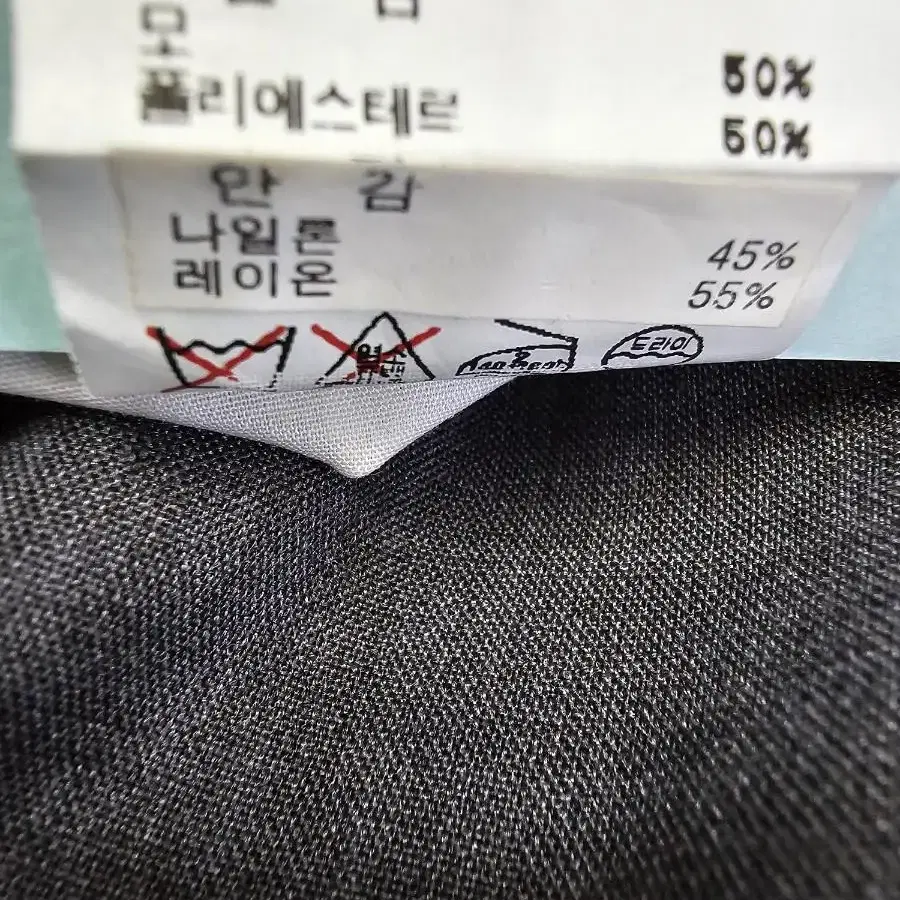 모 50%
폴리에스테르 50%
안 감
나일론 45%
레이온 55%
드라이